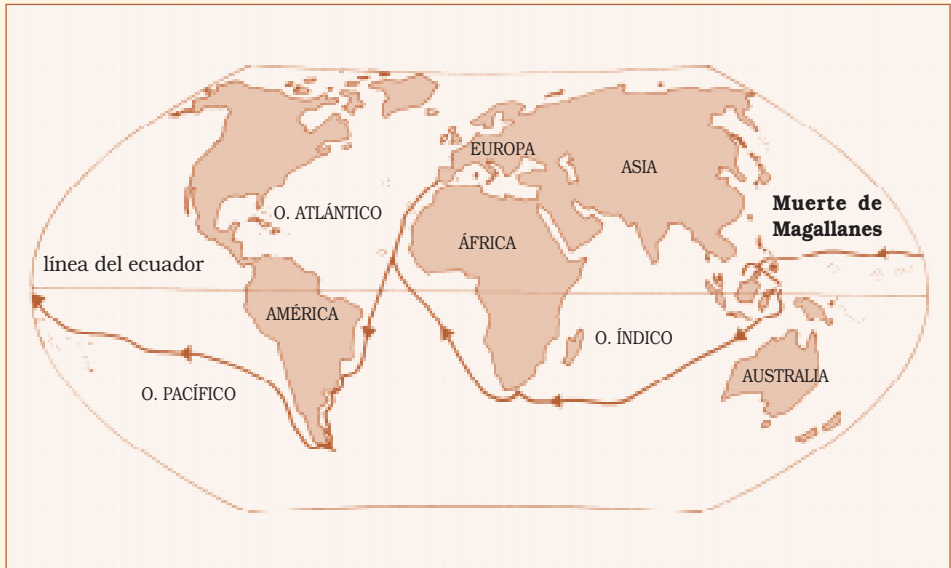 EUROPA
ASIA
Muerte de
Magallanes
O. ATLÁNTICO
ÁFRICA
línea del ecuador
AMÉRICA
O. ÍNDICO
AUSTRALIA
O. PACÍFICO